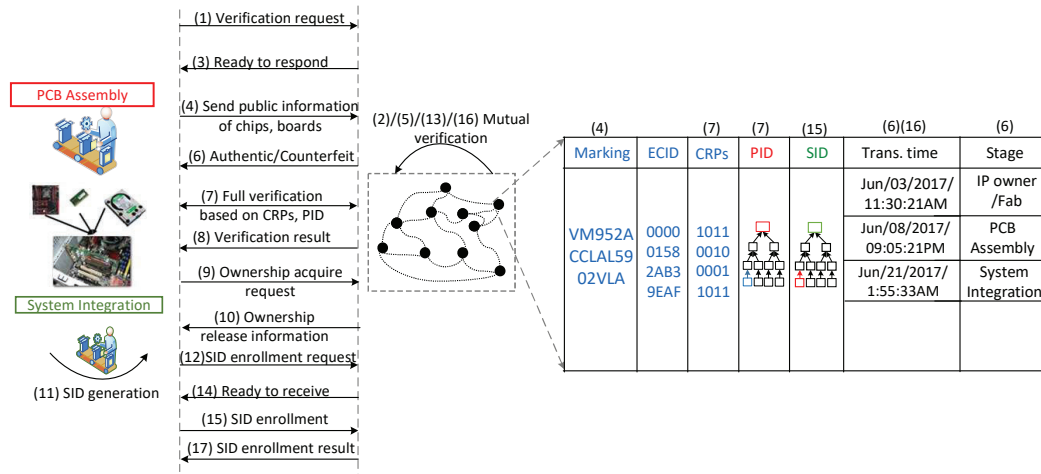 (1) Verification request
(3) Ready to respond
PCB Assembly
(4) Send public information
of chips, boards
(6) Authentic/Counterfeit
(7) Full verification
based on CRPs, PID
(8) Verification result
(9) Ownership acquire
request
System Integration
(10) Ownership
release information
(12)SID enrollment request
(11) SID generation
(14) Ready to receive
(15) SID enrollment
(17) SID enrollment result
(2)/(5)/(13)/(16) Mutual
verification
(4) (7) (7) (15) (6)(16) (6)
Marking ECID CRPs PID SID Trans. time Stage
Jun/03/2017/ IP owner
11:30:21AM /Fab
VM952A 0000 1011 Jun/08/2017/ PCB
CCLAL59 0158 0010 09:05:21PM Assembly
02VLA 2AB3 0001 Jun/21/2017/ System
9EAF 1011 1:55:33AM Integration